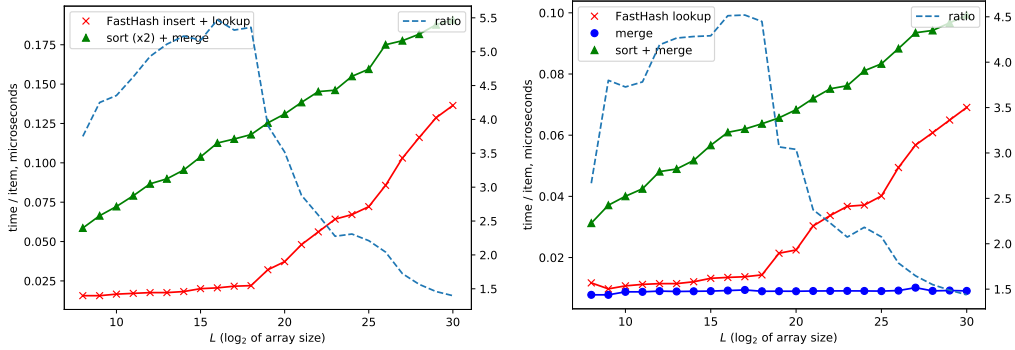 FastHash insert + lookup
sort (x2) + merge
ratio
0.175
0.150
0.125
0.100
0.075
0.050
0.025
time / item, microseconds
5.5
5.0
4.5
4.0
3.5
3.0
2.5
2.0
1.5
10 15 20 25 30
L (log2 of array size)
FastHash lookup
merge
sort + merge
ratio
0.10
0.08
0.06
0.04
0.02
time / item, microseconds
4.5
4.0
3.5
3.0
2.5
2.0
1.5
10 15 20 25 30
L (log2 of array size)